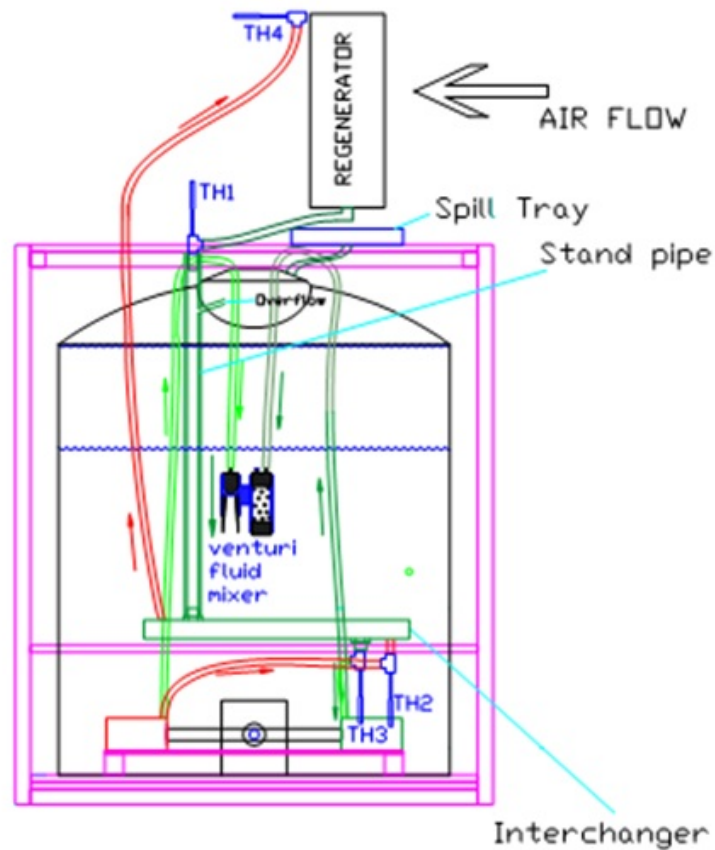 TH4
REGENERATOR
AIR FLOW
TH1
Spill Tray
Stand pipe
Overflow
venturi
fluid
mixer
TH2
TH3
Interchanger